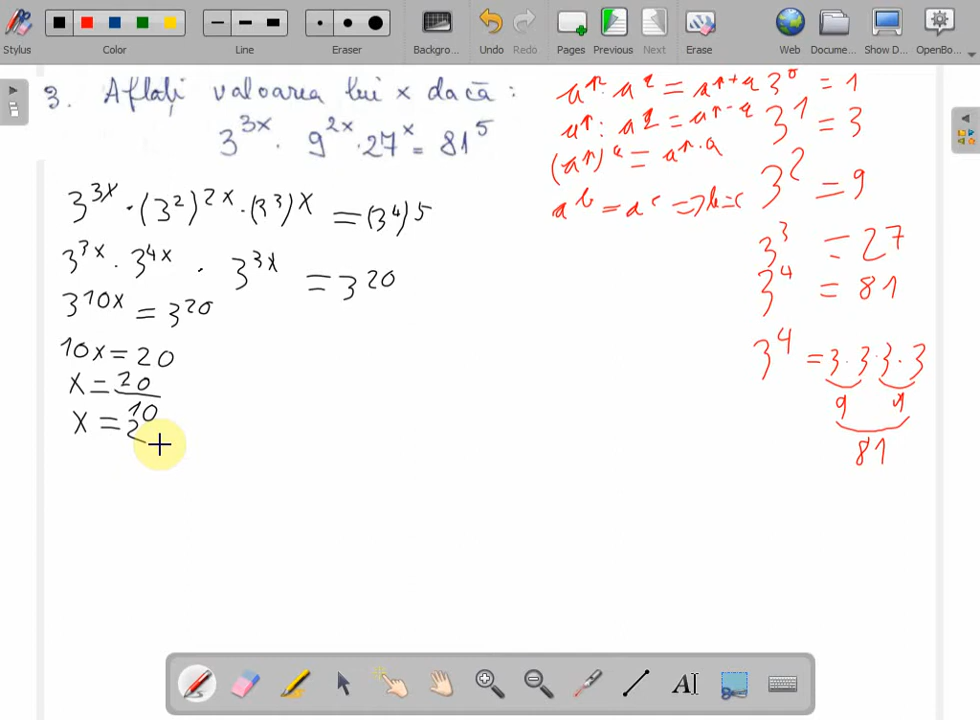 Stylus Color Line Eraser Backgro... Undo Redo Pages Previous Next Erase Web Docume... Show D... OpenBo...
3. Aflați valoarea lui x dacă:
3^{3x} · 9^{2x} · 27^x = 81^5
3^{3x} · (3^2)^{2x} · (3^3)^x = (3^4)^5
3^{3x} · 3^{4x} · 3^{3x} = 3^{20}
3^{10x} = 3^{20}
10x = 20
x = 20/10
x = 2
a^r · a^q = a^{r+q}
a^r : a^q = a^{r-q}
(a^r)^q = a^{r·q}
a^b = a^c => b=c
3^0 = 1
3^1 = 3
3^2 = 9
3^3 = 27
3^4 = 81
3^4 = 3·3·3·3
9 9
81
A